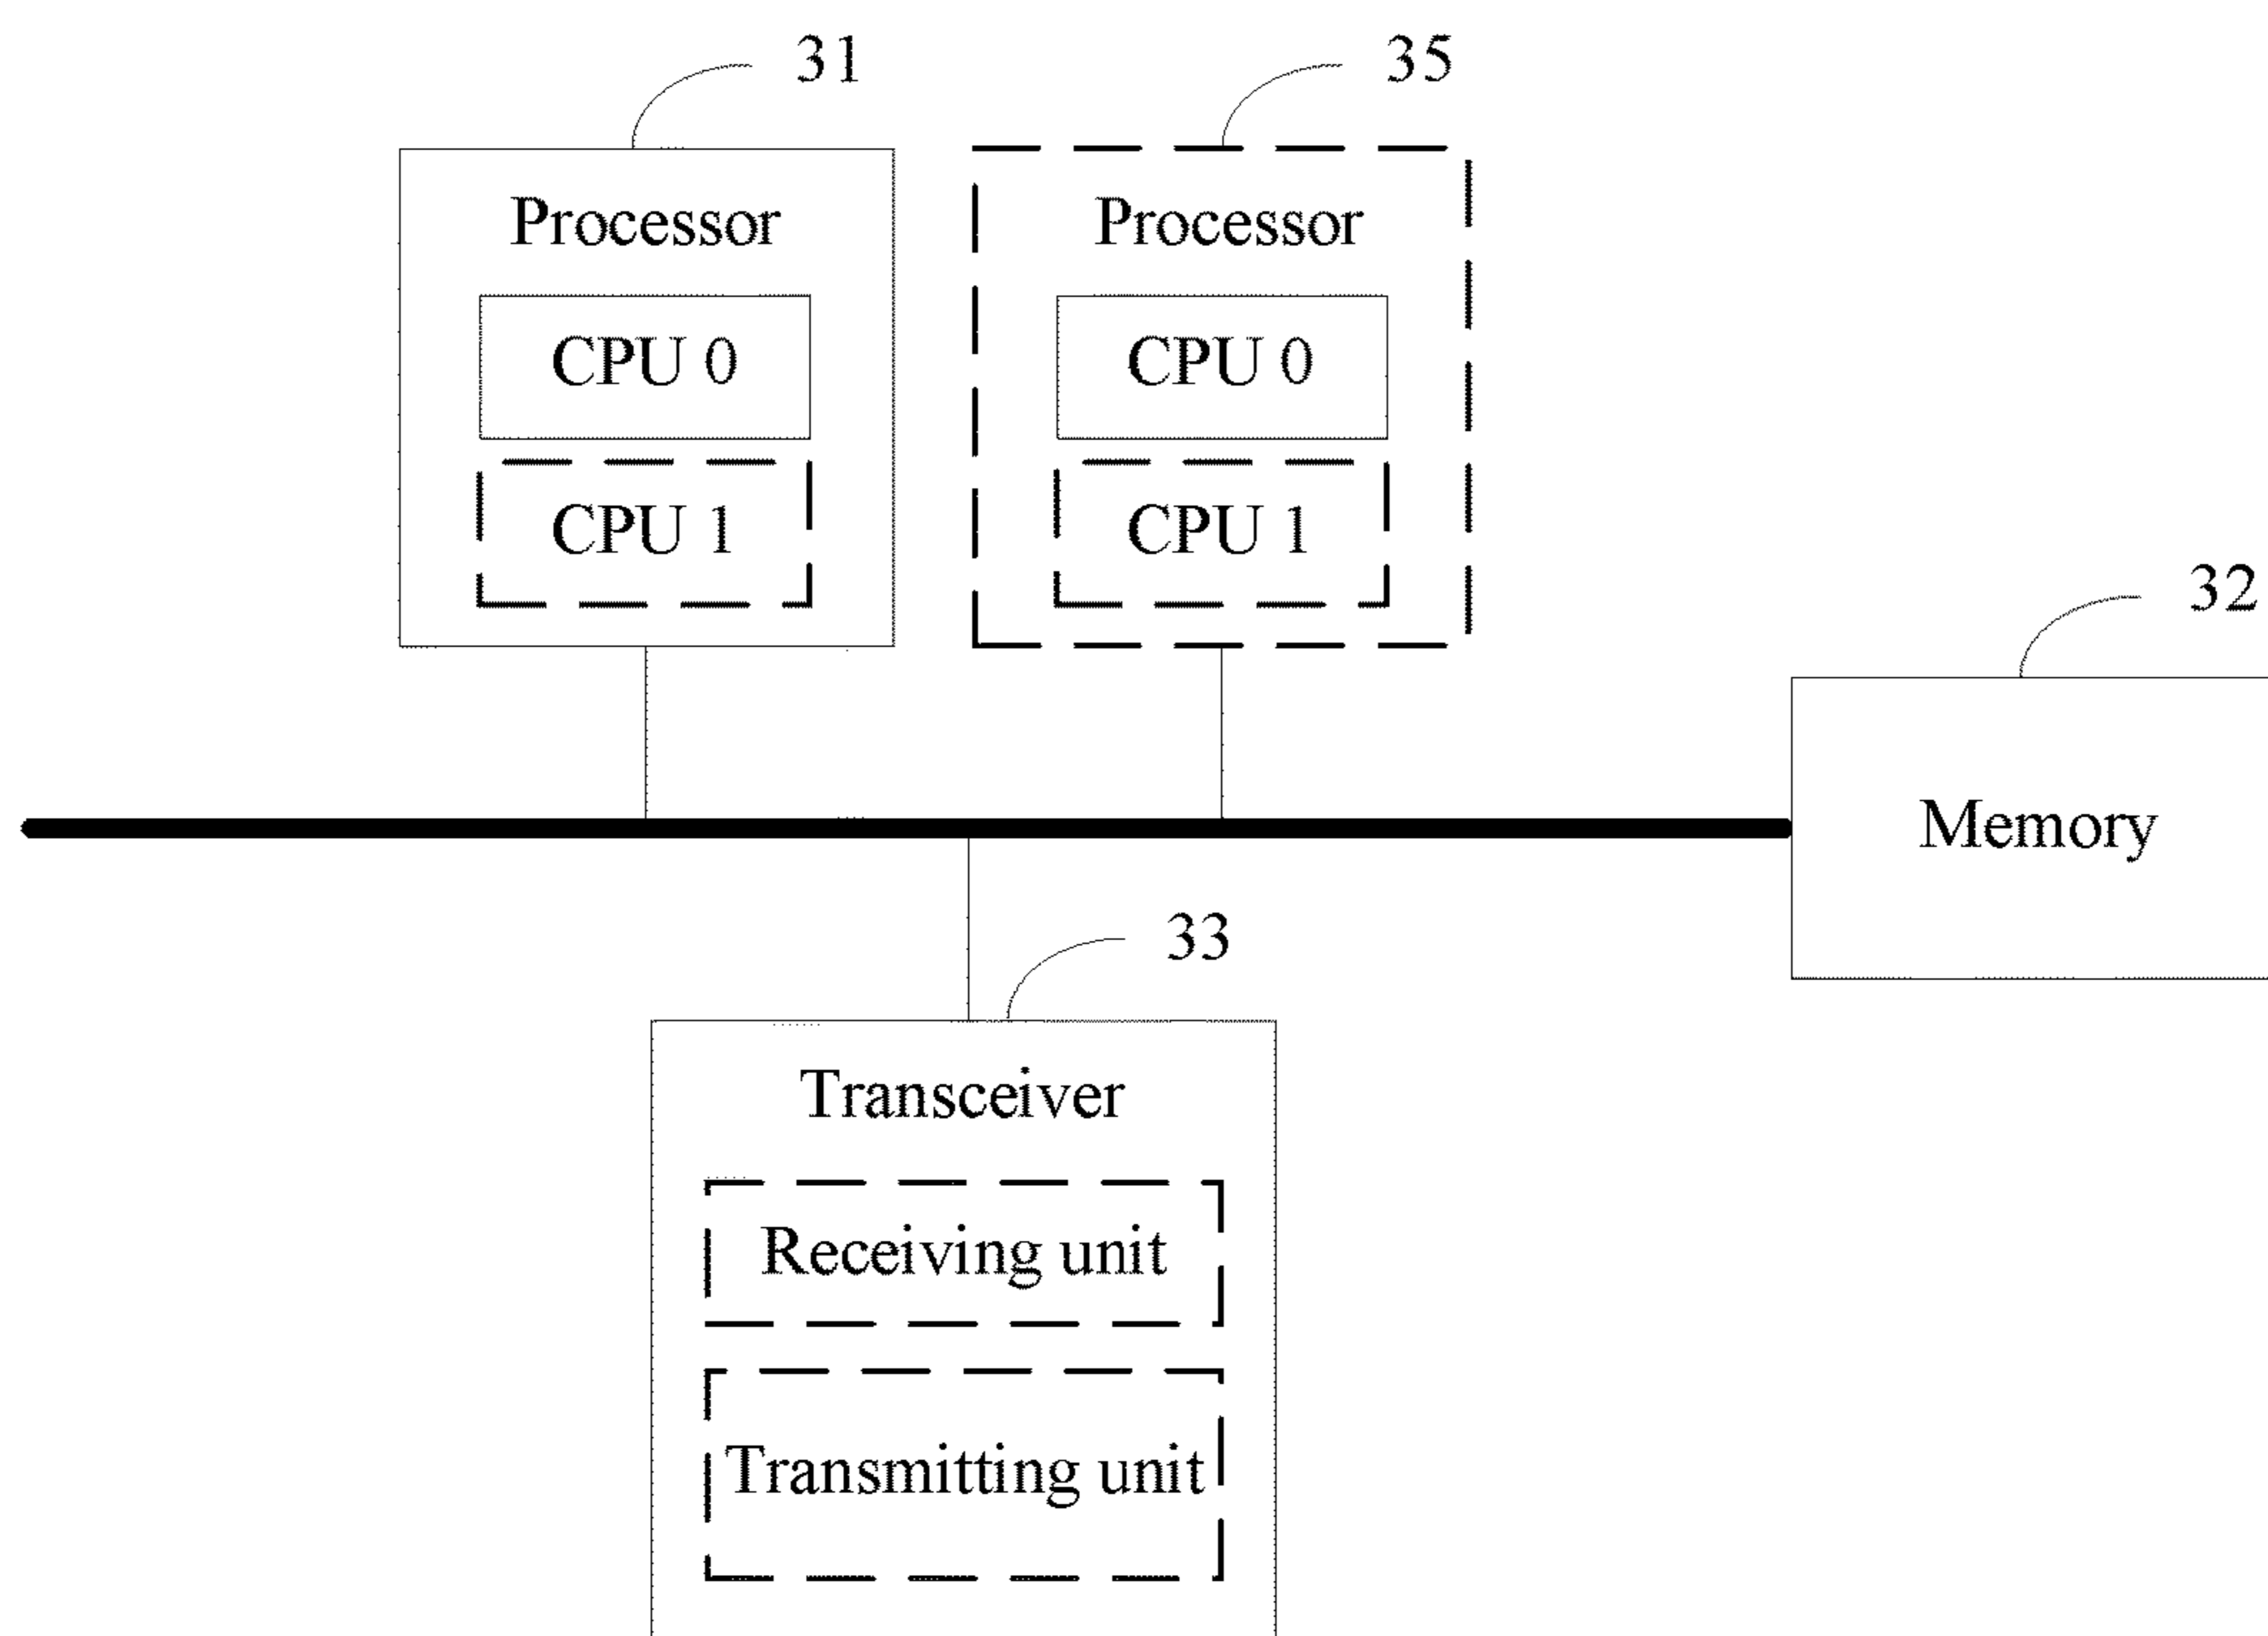 31
35
Processor
Processor
CPU 0
CPU 0
CPU 1
CPU 1
32
Memory
33
Transceiver
Receiving unit
Transmitting unit